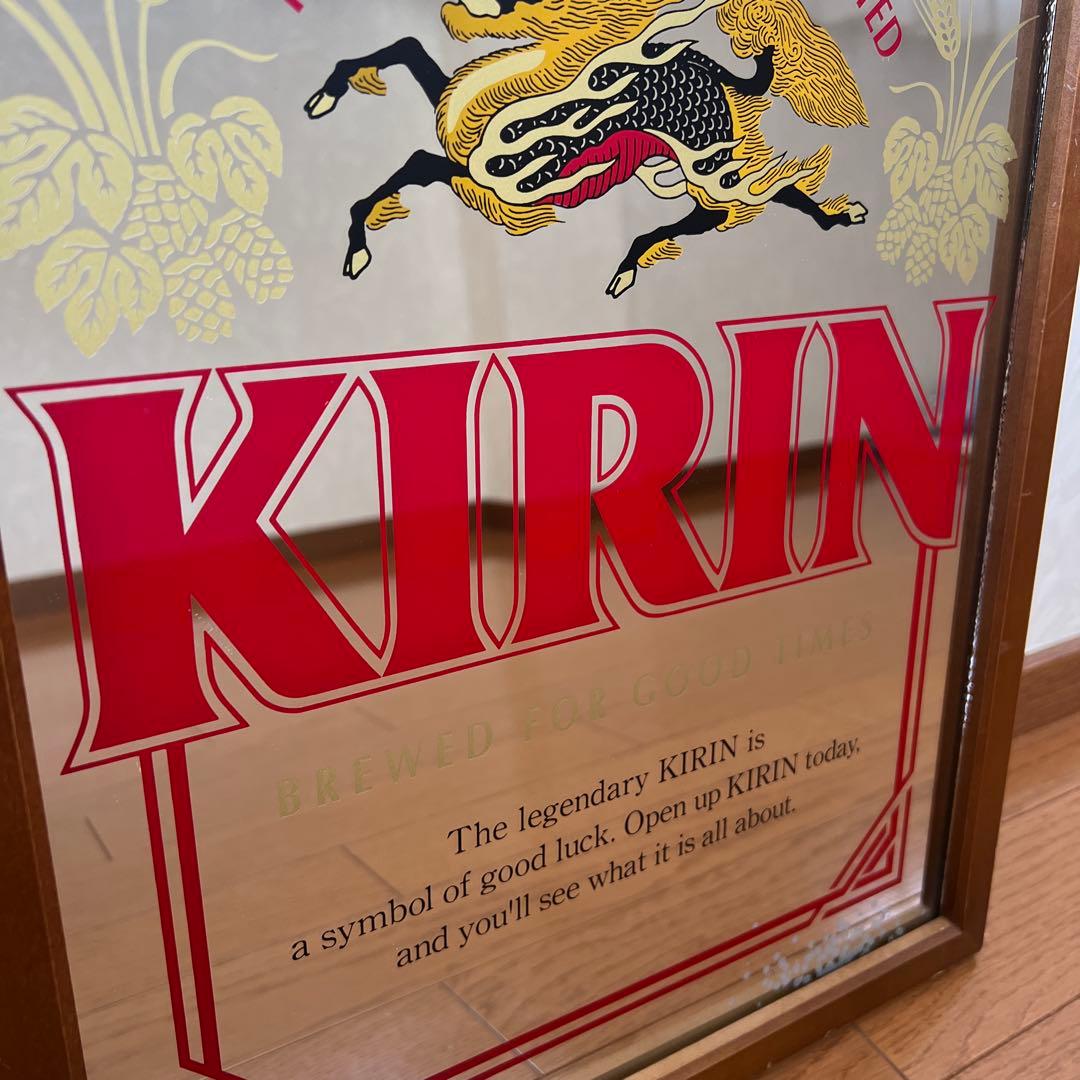 TED
KIRIN
BREWED FOR GOOD TIMES
The legendary KIRIN is
a symbol of good luck. Open up KIRIN today,
and you'll see what it is all about.